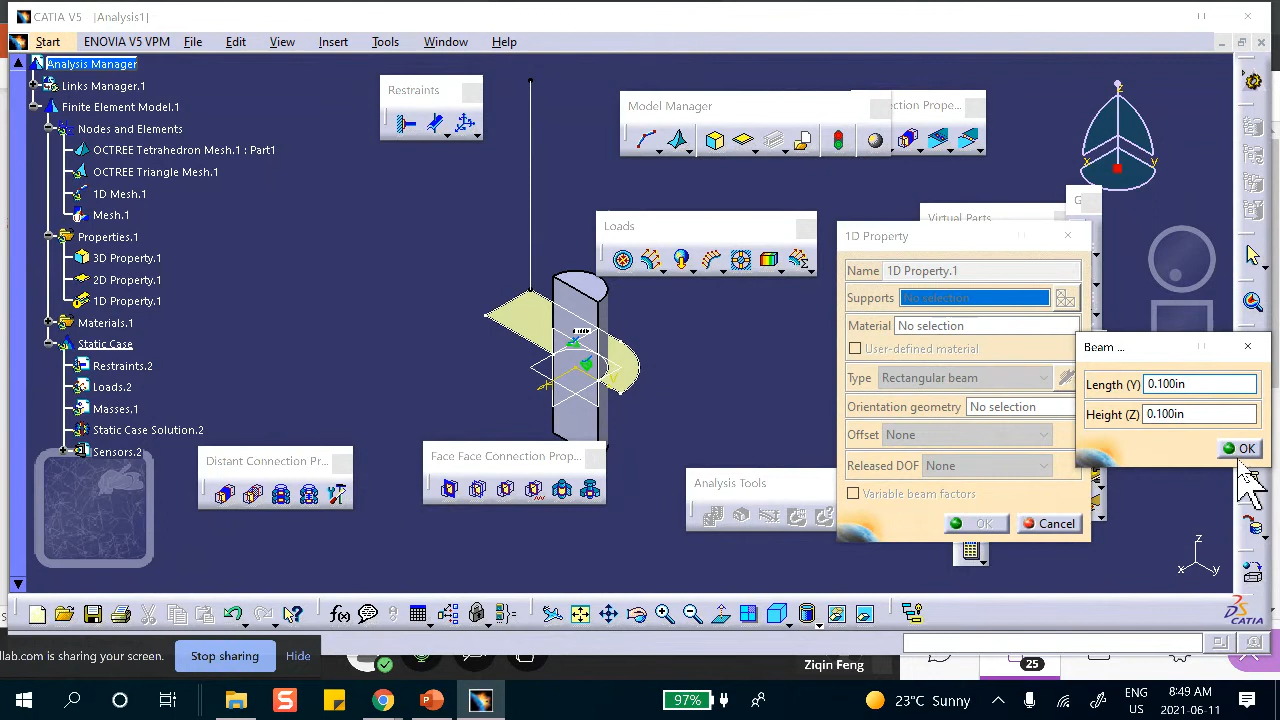 CATIA V5 [Analysis1]
Start ENOVIA V5 VPM File Edit View Insert Tools Window Help
Analysis Manager
Links Manager.1
Finite Element Model.1
Nodes and Elements
OCTREE Tetrahedron Mesh.1 : Part1
OCTREE Triangle Mesh.1
1D Mesh.1
Mesh.1
Properties.1
3D Property.1
2D Property.1
1D Property.1
Materials.1
Static Case
Restraints.2
Loads.2
Masses.1
Static Case Solution.2
Sensors.2
Restraints
Model Manager
ction Prope...
Loads
Virtual Parts
G
Distant Connection Pr...
Face Face Connection Prop...
Analysis Tools
1D Property
Name 1D Property.1
Supports No selection
Material No selection
User-defined material
Type Rectangular beam
Orientation geometry No selection
Offset None
Released DOF None
Variable beam factors
OK Cancel
Beam ...
Length (Y) 0.100in
Height (Z) 0.100in
OK
z
x
y
z
x y
CATIA
llab.com is sharing your screen. Stop sharing Hide
Ziqin Feng
25
97%
23°C Sunny
ENG
US
8:49 AM
2021-06-11